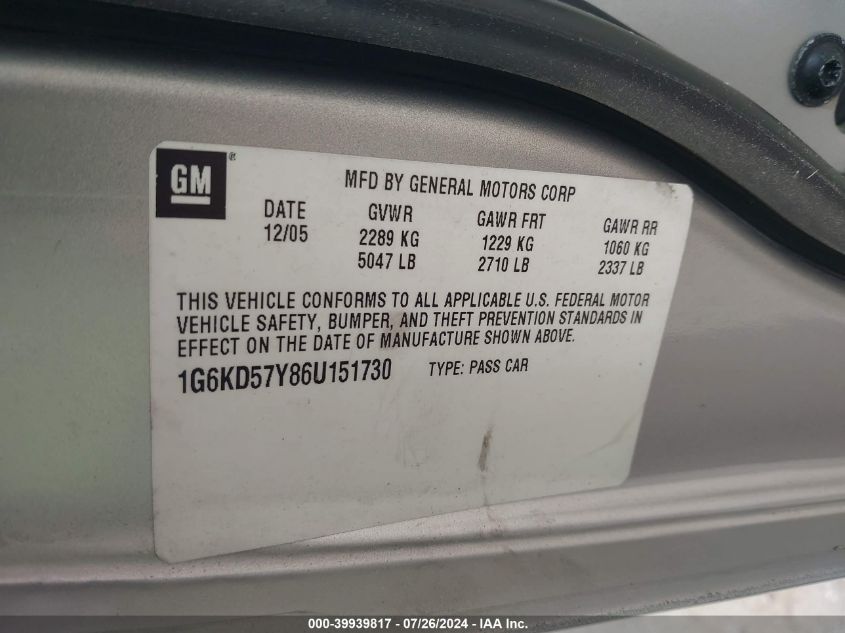 GM®
MFD BY GENERAL MOTORS CORP
DATE GVWR GAWR FRT GAWR RR
12/05 2289 KG 1229 KG 1060 KG
5047 LB 2710 LB 2337 LB
THIS VEHICLE CONFORMS TO ALL APPLICABLE U.S. FEDERAL MOTOR
VEHICLE SAFETY, BUMPER, AND THEFT PREVENTION STANDARDS IN
EFFECT ON THE DATE OF MANUFACTURE SHOWN ABOVE.
1G6KD57Y86U151730 TYPE: PASS CAR
000-39939817 - 07/26/2024 - IAA Inc.